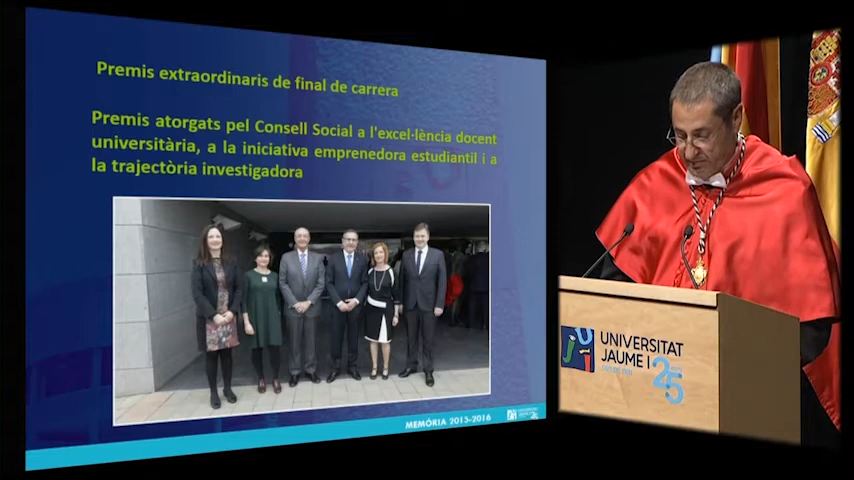 Premis extraordinaris de final de carrera
Premis atorgats pel Consell Social a l'excel·lència docent
universitària, a la iniciativa emprenedora estudiantil i a
la trajectòria investigadora
MEMÒRIA 2015-2016
UNIVERSITAT
JAUME I
25